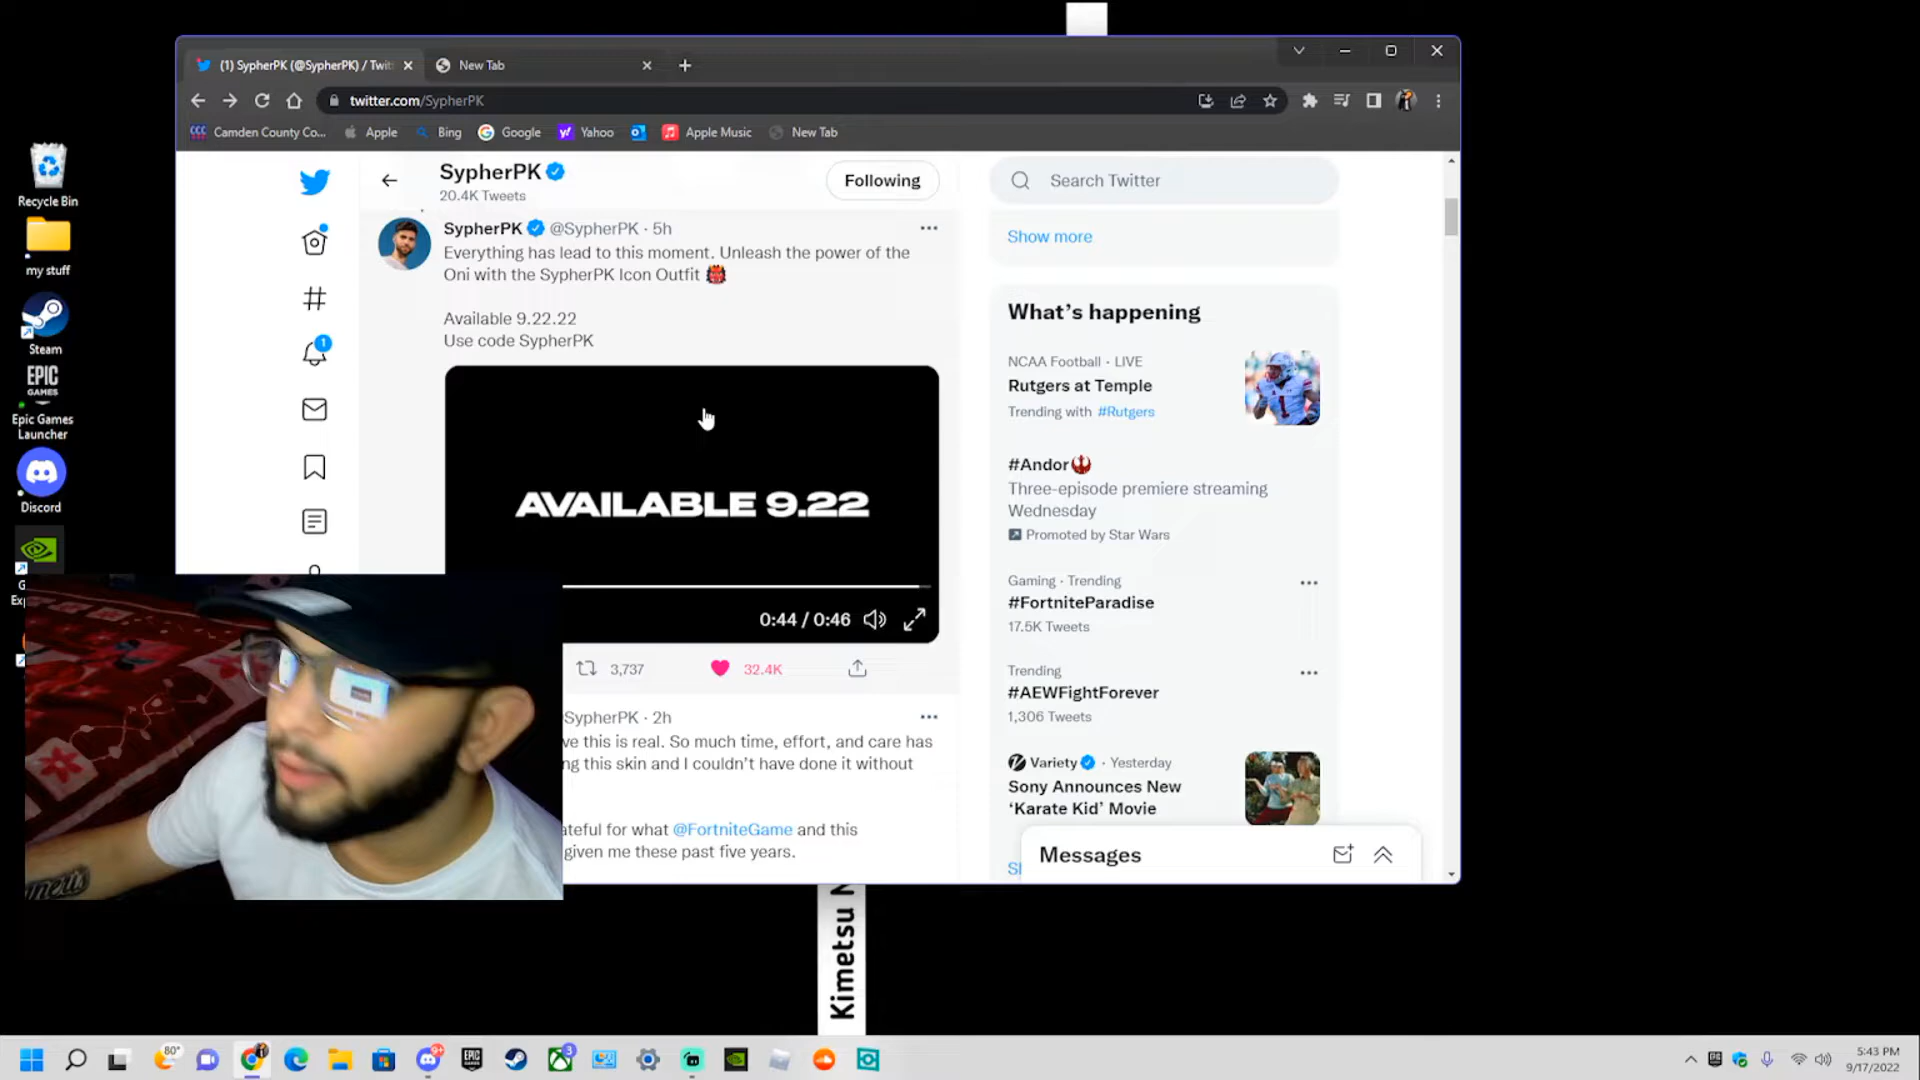 (1) SypherPK (@SypherPK) / Twit
New Tab
twitter.com/SypherPK
Camden County Co...
Apple
Bing
Google
Yahoo
Apple Music
New Tab
Recycle Bin
my stuff
Steam
EPIC
GAMES
Epic Games
Launcher
Discord
SypherPK
20.4K Tweets
Following
SypherPK @SypherPK · 5h
Everything has lead to this moment. Unleash the power of the
Oni with the SypherPK Icon Outfit
Available 9.22.22
Use code SypherPK
AVAILABLE 9.22
0:44 / 0:46
3,737
32.4K
SypherPK · 2h
ve this is real. So much time, effort, and care has
ng this skin and I couldn't have done it without
ateful for what @FortniteGame and this
given me these past five years.
Search Twitter
Show more
What's happening
NCAA Football · LIVE
Rutgers at Temple
Trending with #Rutgers
#Andor
Three-episode premiere streaming
Wednesday
Promoted by Star Wars
Gaming · Trending
#FortniteParadise
17.5K Tweets
Trending
#AEWFightForever
1,306 Tweets
Variety · Yesterday
Sony Announces New
'Karate Kid' Movie
Messages
Kimetsu
80°
5:43 PM
9/17/2022